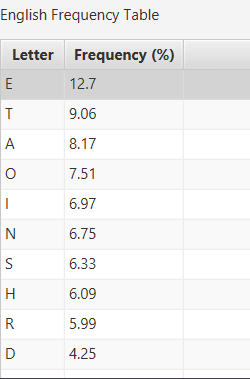 English Frequency Table
Letter Frequency (%)
E 12.7
T 9.06
A 8.17
O 7.51
I 6.97
N 6.75
S 6.33
H 6.09
R 5.99
D 4.25